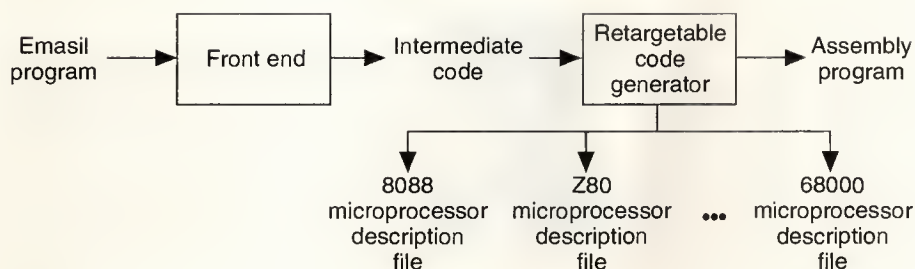 Emasil
program
Front end
Intermediate
code
Retargetable
code
generator
Assembly
program
8088
microprocessor
description
file
Z80
microprocessor
description
file
•••
68000
microprocessor
description
file